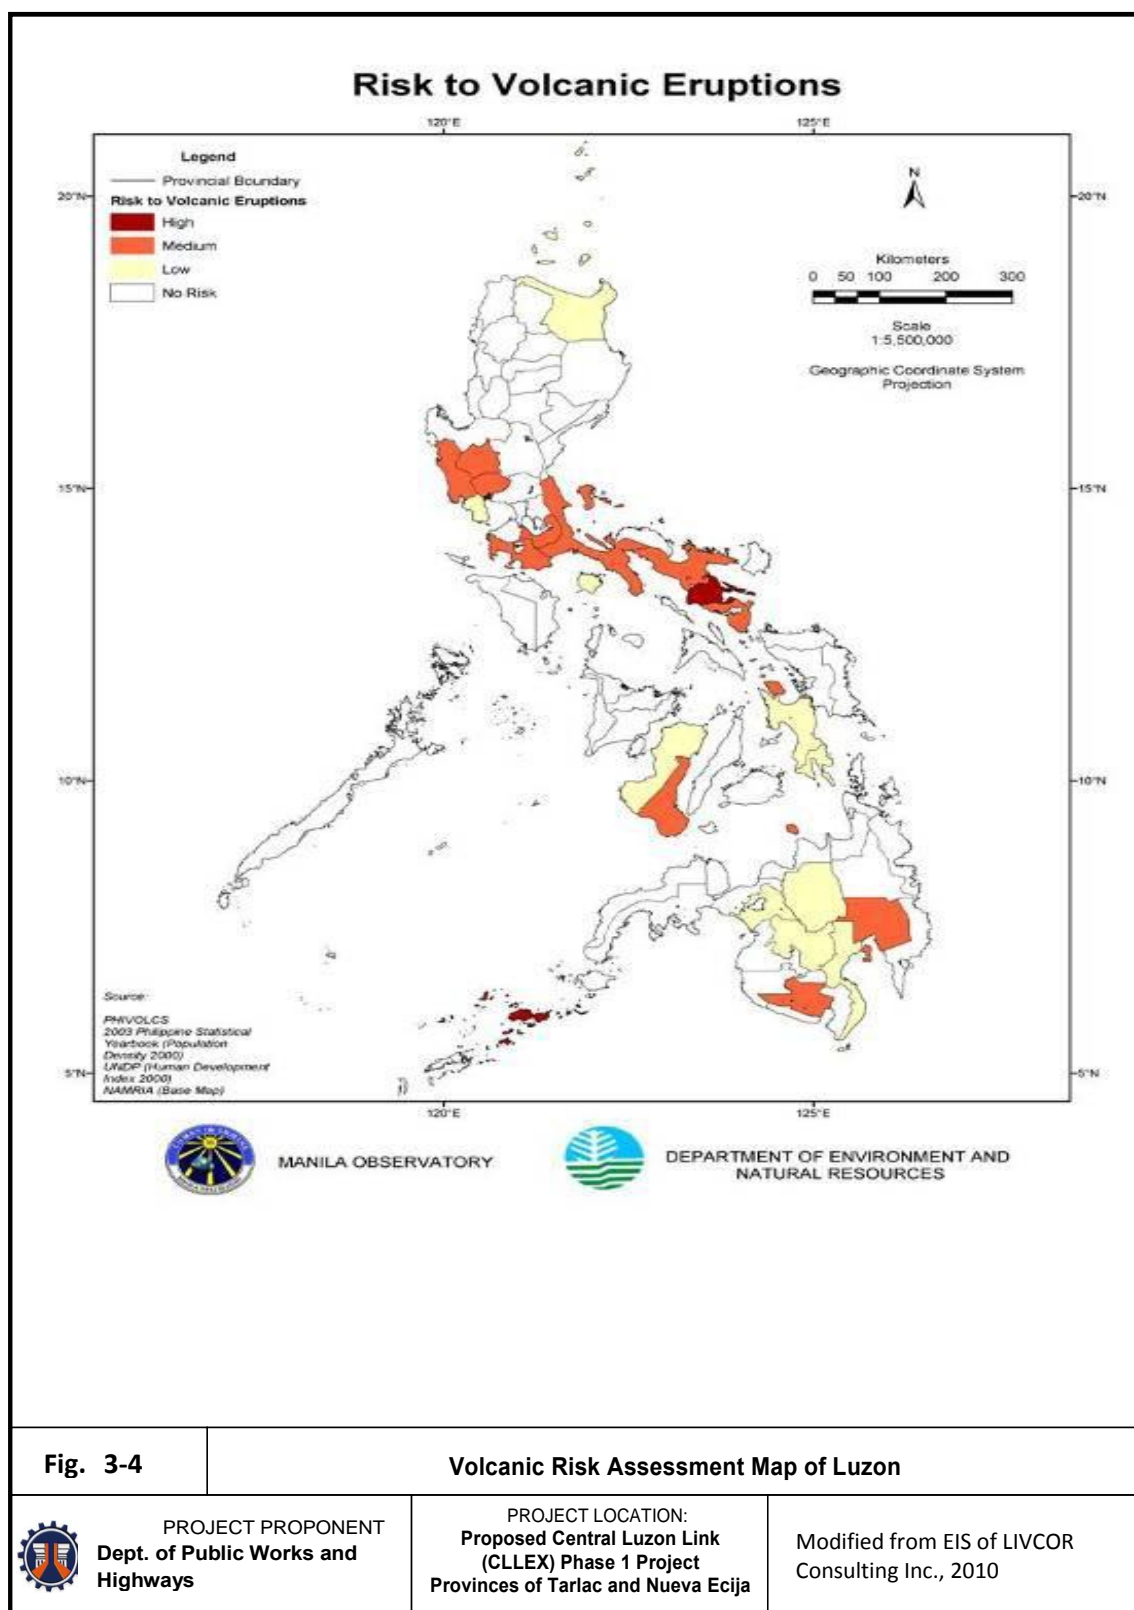 Risk to Volcanic Eruptions
120°E 125°E
Legend
Provincial Boundary
Risk to Volcanic Eruptions
High
Medium
Low
No Risk
N
Kilometers
0 50 100 200 300
Scale
1:5,500,000
Geographic Coordinate System
Projection
20°N 20°N
15°N 15°N
10°N 10°N
5°N 5°N
Source:
PHIVOLCS
2003 Philippine Statistical
Yearbook (Population
Density 2000)
UNDP (Human Development
Index 2000)
NAMRIA (Base Map)
120°E 125°E
MANILA OBSERVATORY
DEPARTMENT OF ENVIRONMENT AND
NATURAL RESOURCES
Fig. 3-4
Volcanic Risk Assessment Map of Luzon
PROJECT PROPONENT
Dept. of Public Works and
Highways
PROJECT LOCATION:
Proposed Central Luzon Link
(CLLEX) Phase 1 Project
Provinces of Tarlac and Nueva Ecija
Modified from EIS of LIVCOR
Consulting Inc., 2010